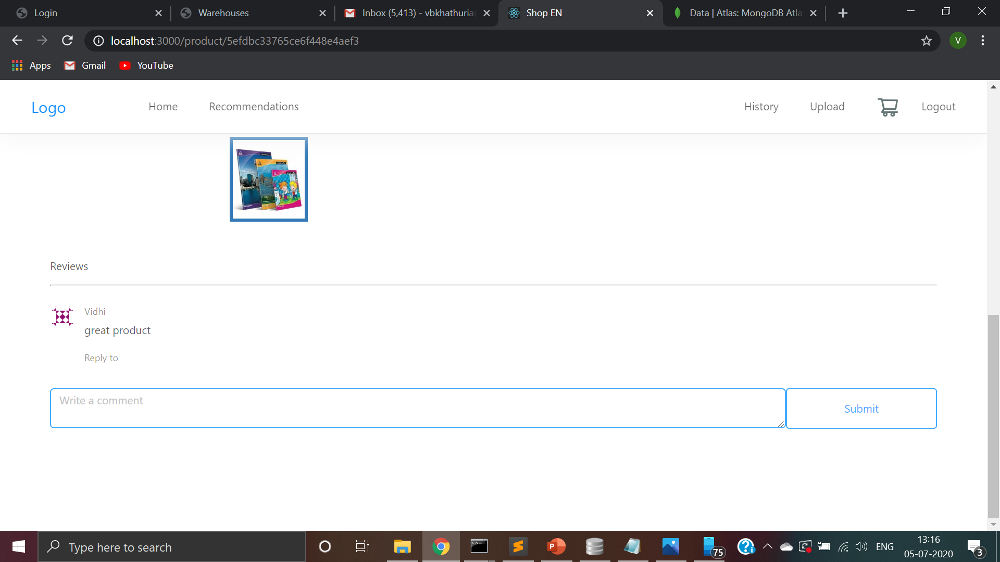 Login
Warehouses
Inbox (5,413) - vbkhathuria
Shop EN
Data | Atlas: MongoDB Atla
localhost:3000/product/5efdbc33765ce6f448e4aef3
V
Apps
Gmail
YouTube
Logo
Home
Recommendations
History
Upload
Logout
Reviews
Vidhi
great product
Reply to
Write a comment
Submit
Type here to search
75
ENG
13:16
05-07-2020
3